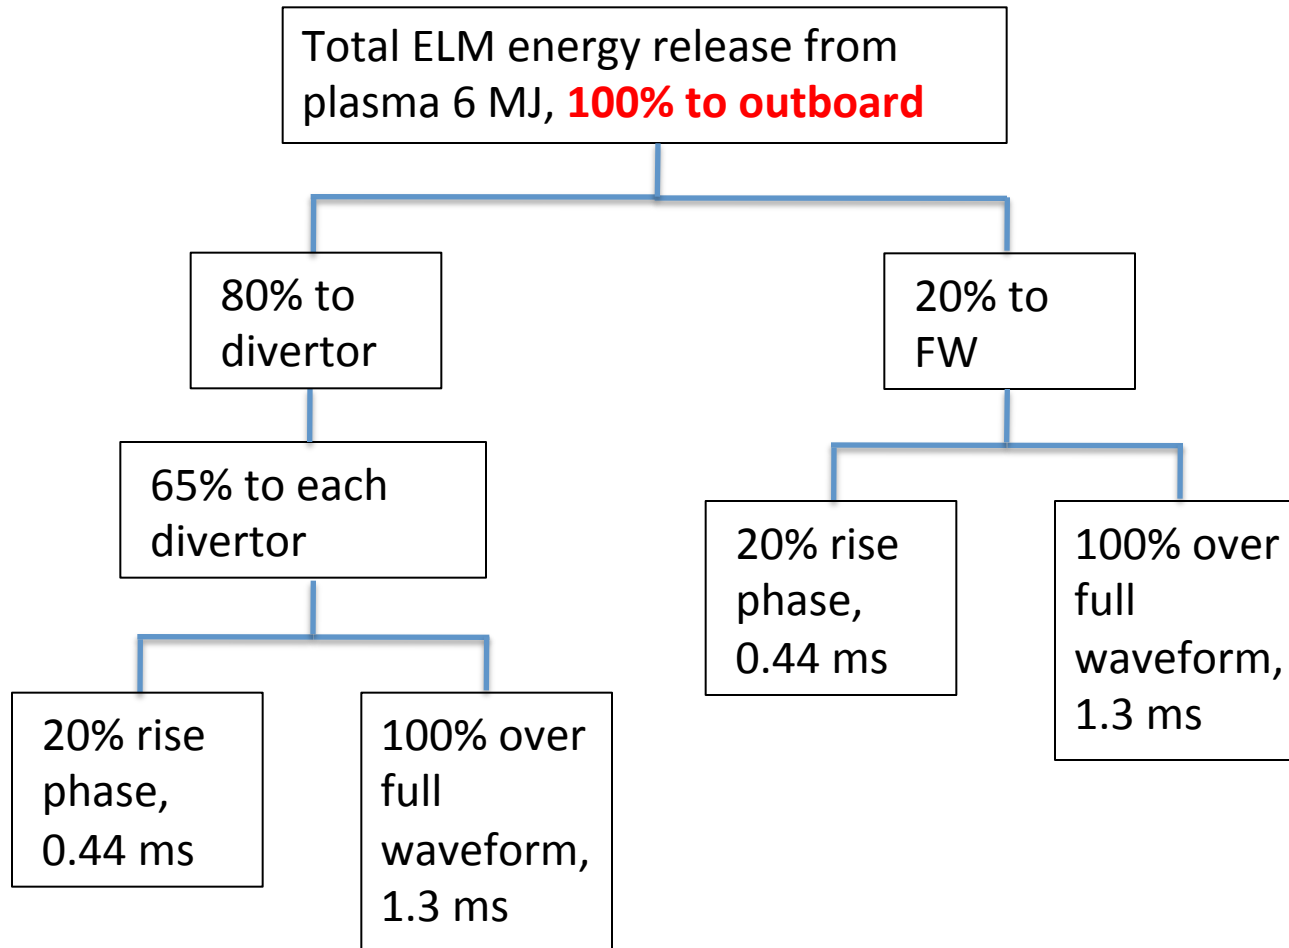 Total ELM energy release from
plasma 6 MJ, 100% to outboard
80% to
divertor
20% to
FW
65% to each
divertor
20% rise
phase,
0.44 ms
100% over
full
waveform,
1.3 ms
20% rise
phase,
0.44 ms
100% over
full
waveform,
1.3 ms